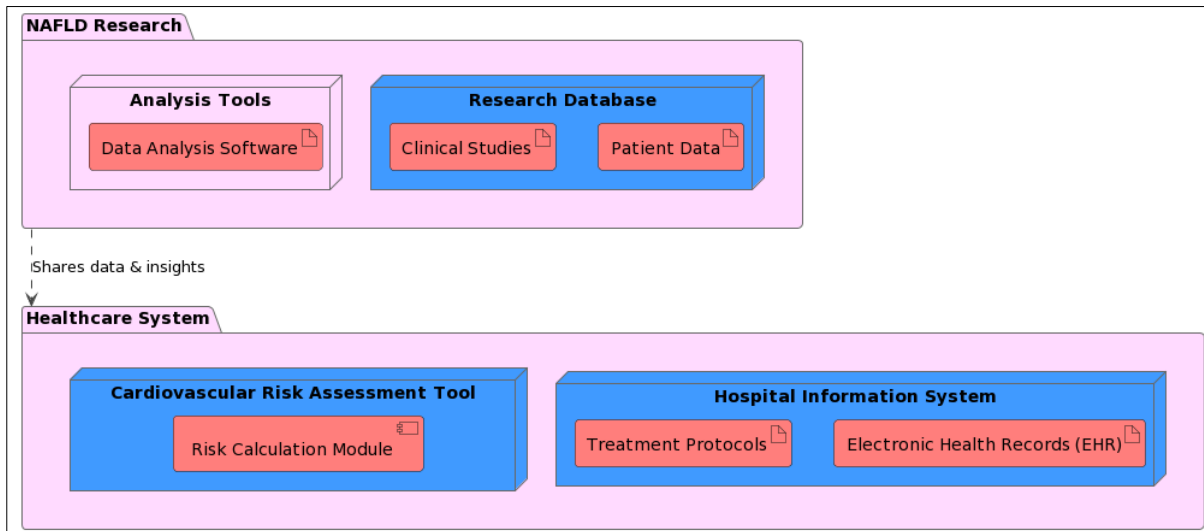 NAFLD Research
Analysis Tools
Data Analysis Software
Research Database
Clinical Studies
Patient Data
Shares data & insights
Healthcare System
Cardiovascular Risk Assessment Tool
Risk Calculation Module
Hospital Information System
Treatment Protocols
Electronic Health Records (EHR)